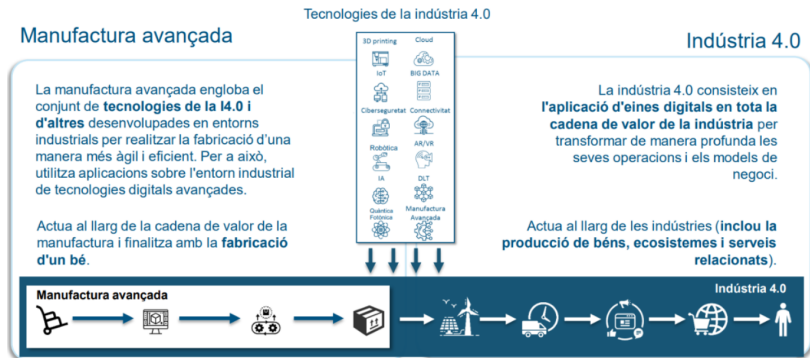 Tecnologies de la indústria 4.0
Manufactura avançada
Indústria 4.0
La manufactura avançada engloba el
conjunt de tecnologies de la I4.0 i
d'altres desenvolupades en entorns
industrials per realitzar la fabricació d'una
manera més àgil i eficient. Per a això,
utilitza aplicacions sobre l'entorn industrial
de tecnologies digitals avançades.
Actua al llarg de la cadena de valor de la
manufactura i finalitza amb la fabricació
d'un bé.
3D printing Cloud
IoT BIG DATA
Ciberseguretat Connectivitat
Robòtica AR/VR
IA DLT
Quàntica Manufactura
Fotònica Avançada
La indústria 4.0 consisteix en
l'aplicació d'eines digitals en tota la
cadena de valor de la indústria per
transformar de manera profunda les
seves operacions i els models de
negoci.
Actua al llarg de les indústries (inclou la
producció de béns, ecosistemes i serveis
relacionats).
Manufactura avançada
Indústria 4.0